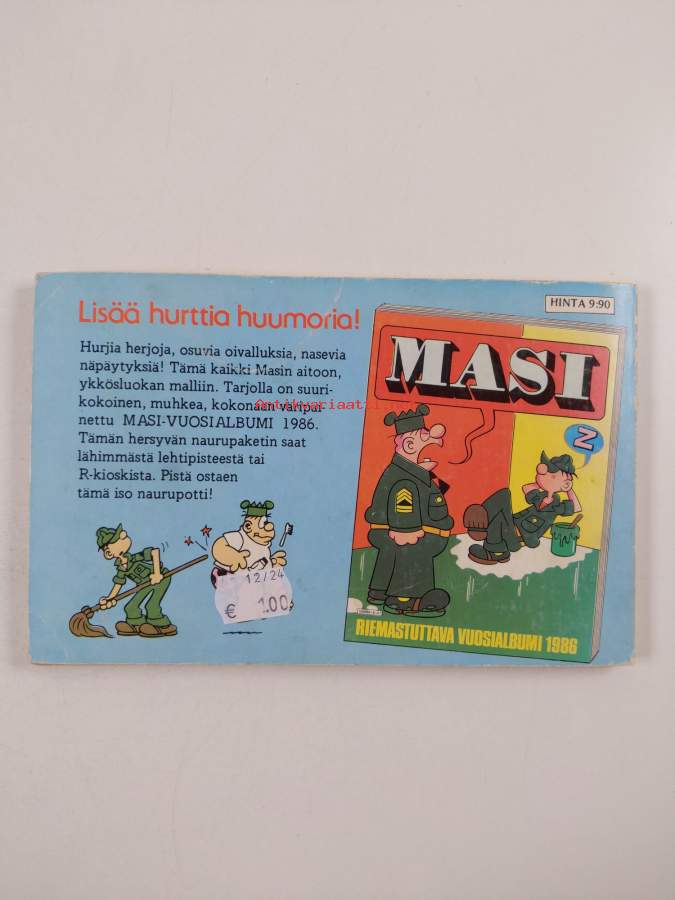 HINTA 9:90
Lisää hurttia huumoria!
Hurjia herjoja, osuvia oivalluksia, nasevia
näpäytyksiä! Tämä kaikki Masin aitoon,
ykkösluokan malliin. Tarjolla on suuri-
kokoinen, muhkea, kokonaan väripai-
nettu MASI-VUOSIALBUMI 1986.
Tämän hersyvän naurupaketin saat
lähimmästä lehtipisteestä tai
R-kioskista. Pistä ostaen
tämä iso naurupotti!
MASI
Z
RIEMASTUTTAVA VUOSIALBUMI 1986
12/24
€ 1.00